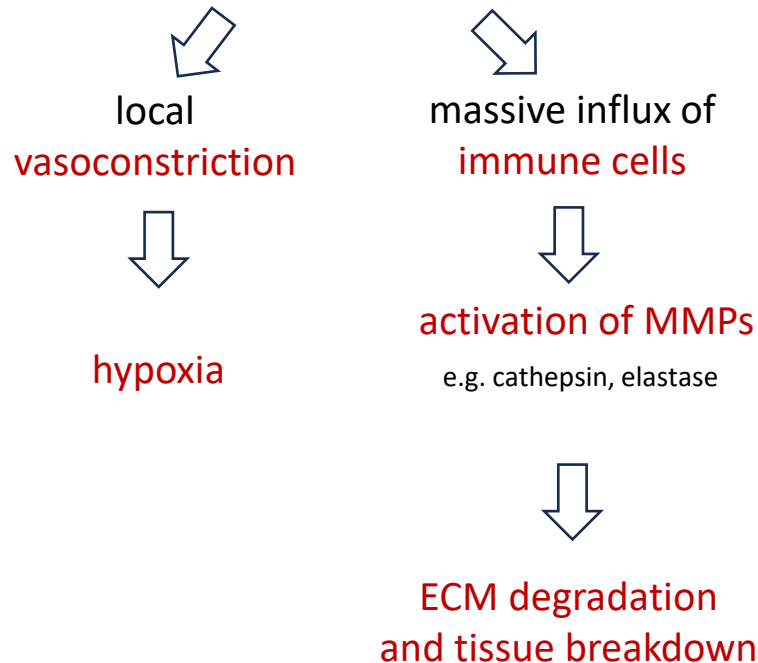 local
vasoconstriction
hypoxia
massive influx of
immune cells
activation of MMPs
e.g. cathepsin, elastase
ECM degradation
and tissue breakdown